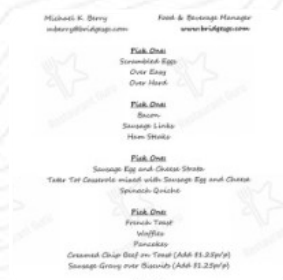 Michael K. Berry Food & Beverage Manager
mberry@bridgesgc.com www.bridgesgc.com
Pick One:
Scrambled Eggs
Over Easy
Over Hard
Pick One:
Bacon
Sausage Links
Ham Steaks
Pick One:
Sausage Egg and Cheese Strata
Tater Tot Casserole mixed with Sausage Egg and Cheese
Spinach Quiche
Pick One:
French Toast
Waffles
Pancakes
Creamed Chip Beef on Toast (Add $1.25p/p)
Sausage Gravy over Biscuits (Add $1.25p/p)